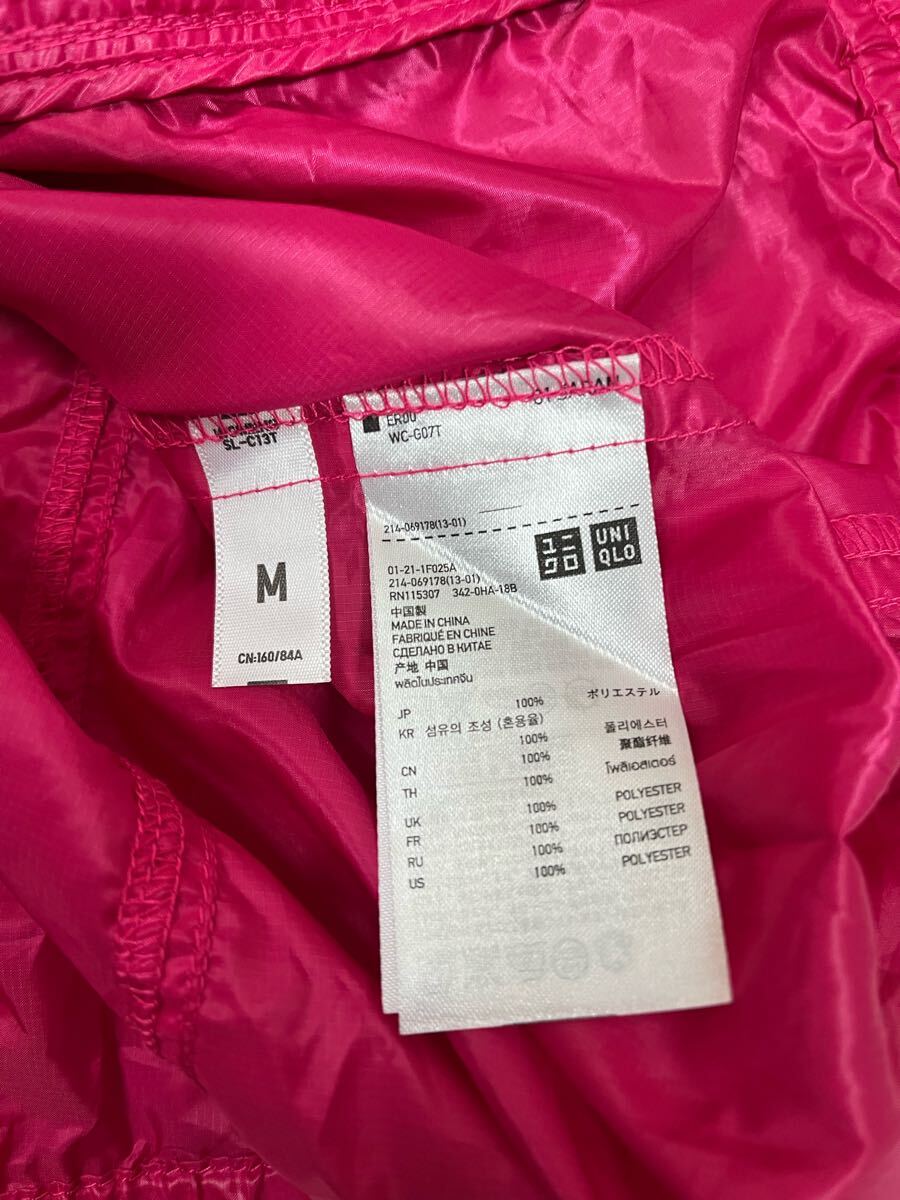 SL-C13T
M
CN:160/84A
WC-G07T
214-069178(13-01)
ユニ
クロ
UNI
QLO
01-21-1F025A
214-069178(13-01)
RN115307 342-0HA-18B
中国製
MADE IN CHINA
FABRIQUÉ EN CHINE
СДЕЛАНО В КИТАЕ
产地 中国
ผลิตในประเทศจีน
JP 100% ポリエステル
KR 섬유의 조성 (혼용율)
100% 폴리에스터
CN 100% 聚酯纤维
TH 100% โพลีเอสเตอร์
UK 100% POLYESTER
FR 100% POLYESTER
RU 100% ПОЛИЭСТЕР
US 100% POLYESTER